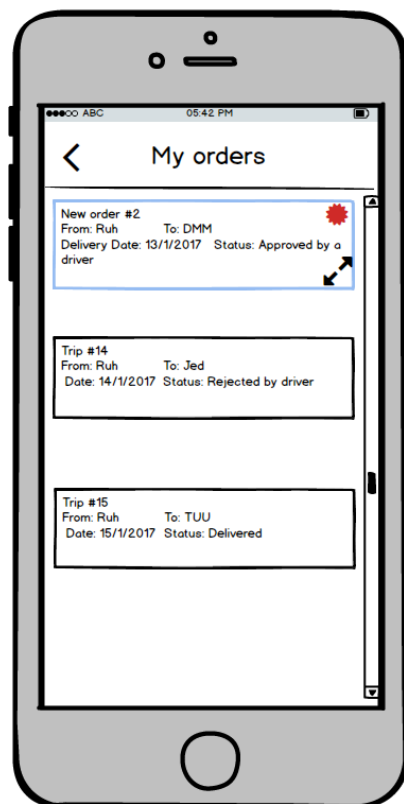 ABC 05:42 PM
My orders
New order #2
From: Ruh To: DMM
Delivery Date: 13/1/2017 Status: Approved by a
driver
Trip #14
From: Ruh To: Jed
Date: 14/1/2017 Status: Rejected by driver
Trip #15
From: Ruh To: TUU
Date: 15/1/2017 Status: Delivered